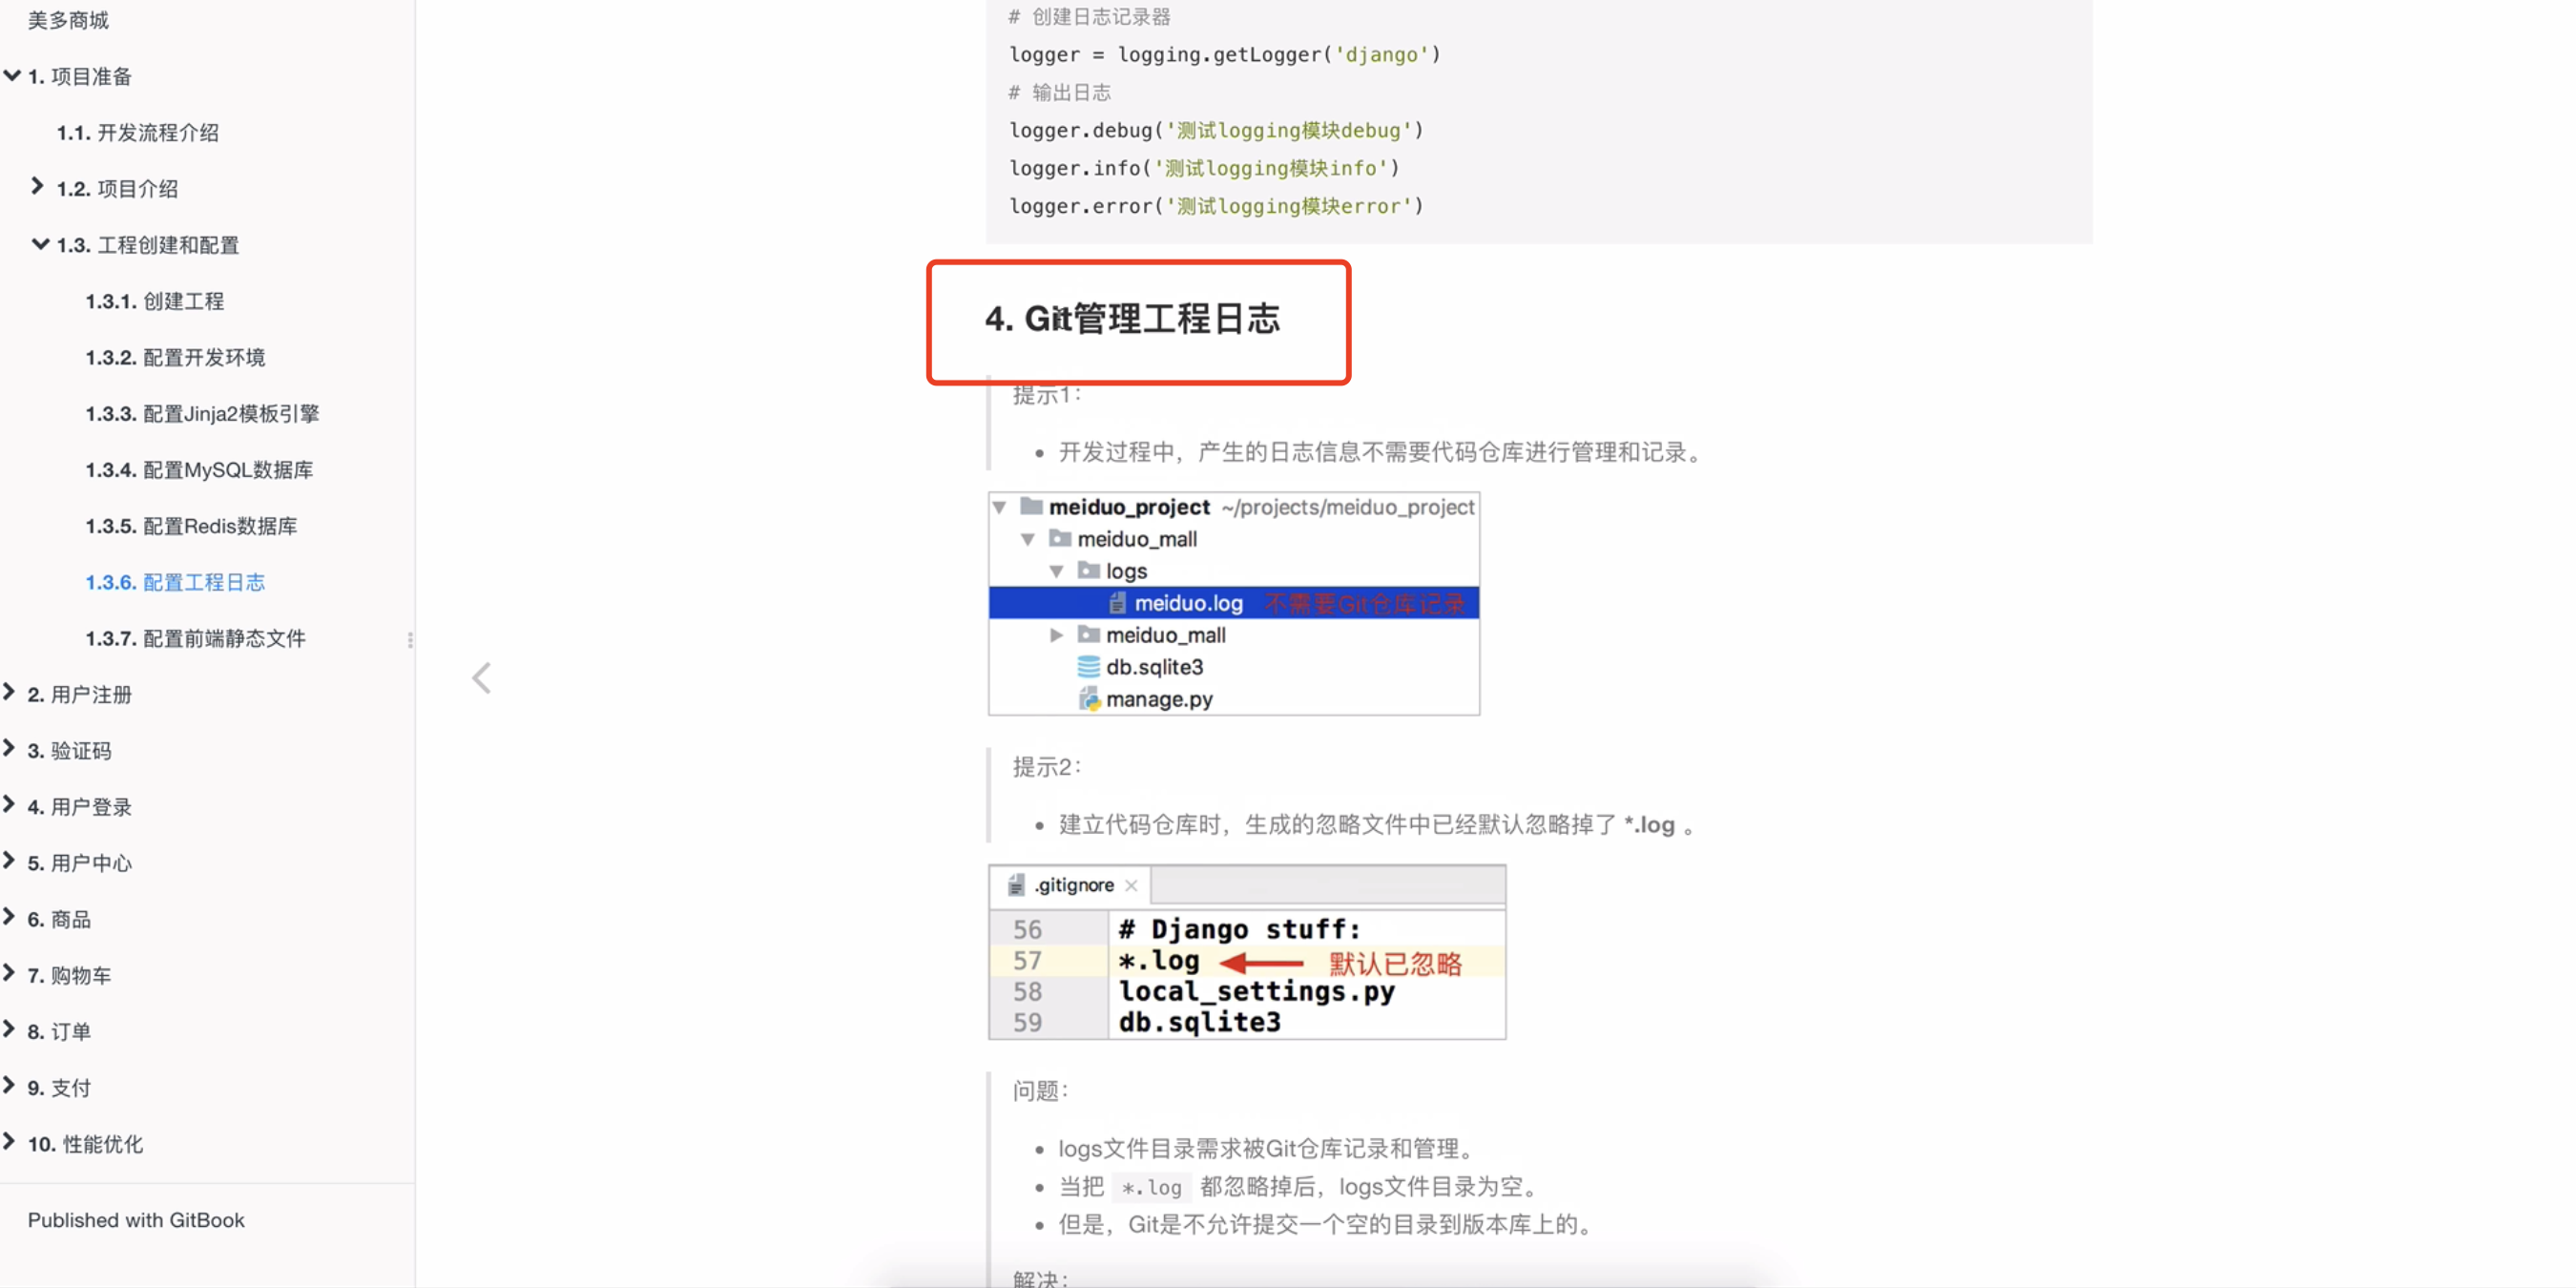 美多商城
1. 项目准备
1.1. 开发流程介绍
1.2. 项目介绍
1.3. 工程创建和配置
1.3.1. 创建工程
1.3.2. 配置开发环境
1.3.3. 配置Jinja2模板引擎
1.3.4. 配置MySQL数据库
1.3.5. 配置Redis数据库
1.3.6. 配置工程日志
1.3.7. 配置前端静态文件
2. 用户注册
3. 验证码
4. 用户登录
5. 用户中心
6. 商品
7. 购物车
8. 订单
9. 支付
10. 性能优化
Published with GitBook
# 创建日志记录器
logger = logging.getLogger('django')
# 输出日志
logger.debug('测试logging模块debug')
logger.info('测试logging模块info')
logger.error('测试logging模块error')
4. Git管理工程日志
提示1：
开发过程中，产生的日志信息不需要代码仓库进行管理和记录。
meiduo_project ~/projects/meiduo_project
meiduo_mall
logs
meiduo.log 不需要Git仓库记录
meiduo_mall
db.sqlite3
manage.py
提示2：
建立代码仓库时，生成的忽略文件中已经默认忽略掉了 *.log 。
.gitignore
56 # Django stuff:
57 *.log 默认已忽略
58 local_settings.py
59 db.sqlite3
问题：
logs文件目录需求被Git仓库记录和管理。
当把 *.log 都忽略掉后，logs文件目录为空。
但是，Git是不允许提交一个空的目录到版本库上的。
解决：